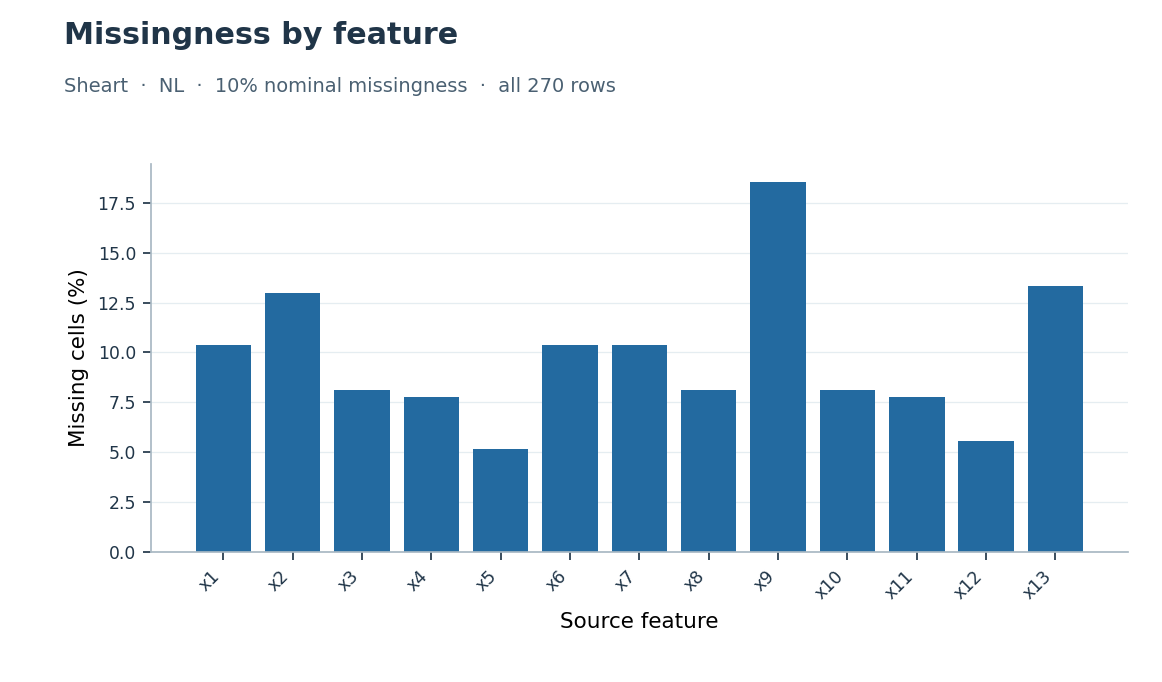 Missingness by feature
Sheart · NL · 10% nominal missingness · all 270 rows
17.5
15.0
12.5
10.0
7.5
5.0
2.5
0.0
Missing cells (%)
x1 x2 x3 x4 x5 x6 x7 x8 x9 x10 x11 x12 x13
Source feature